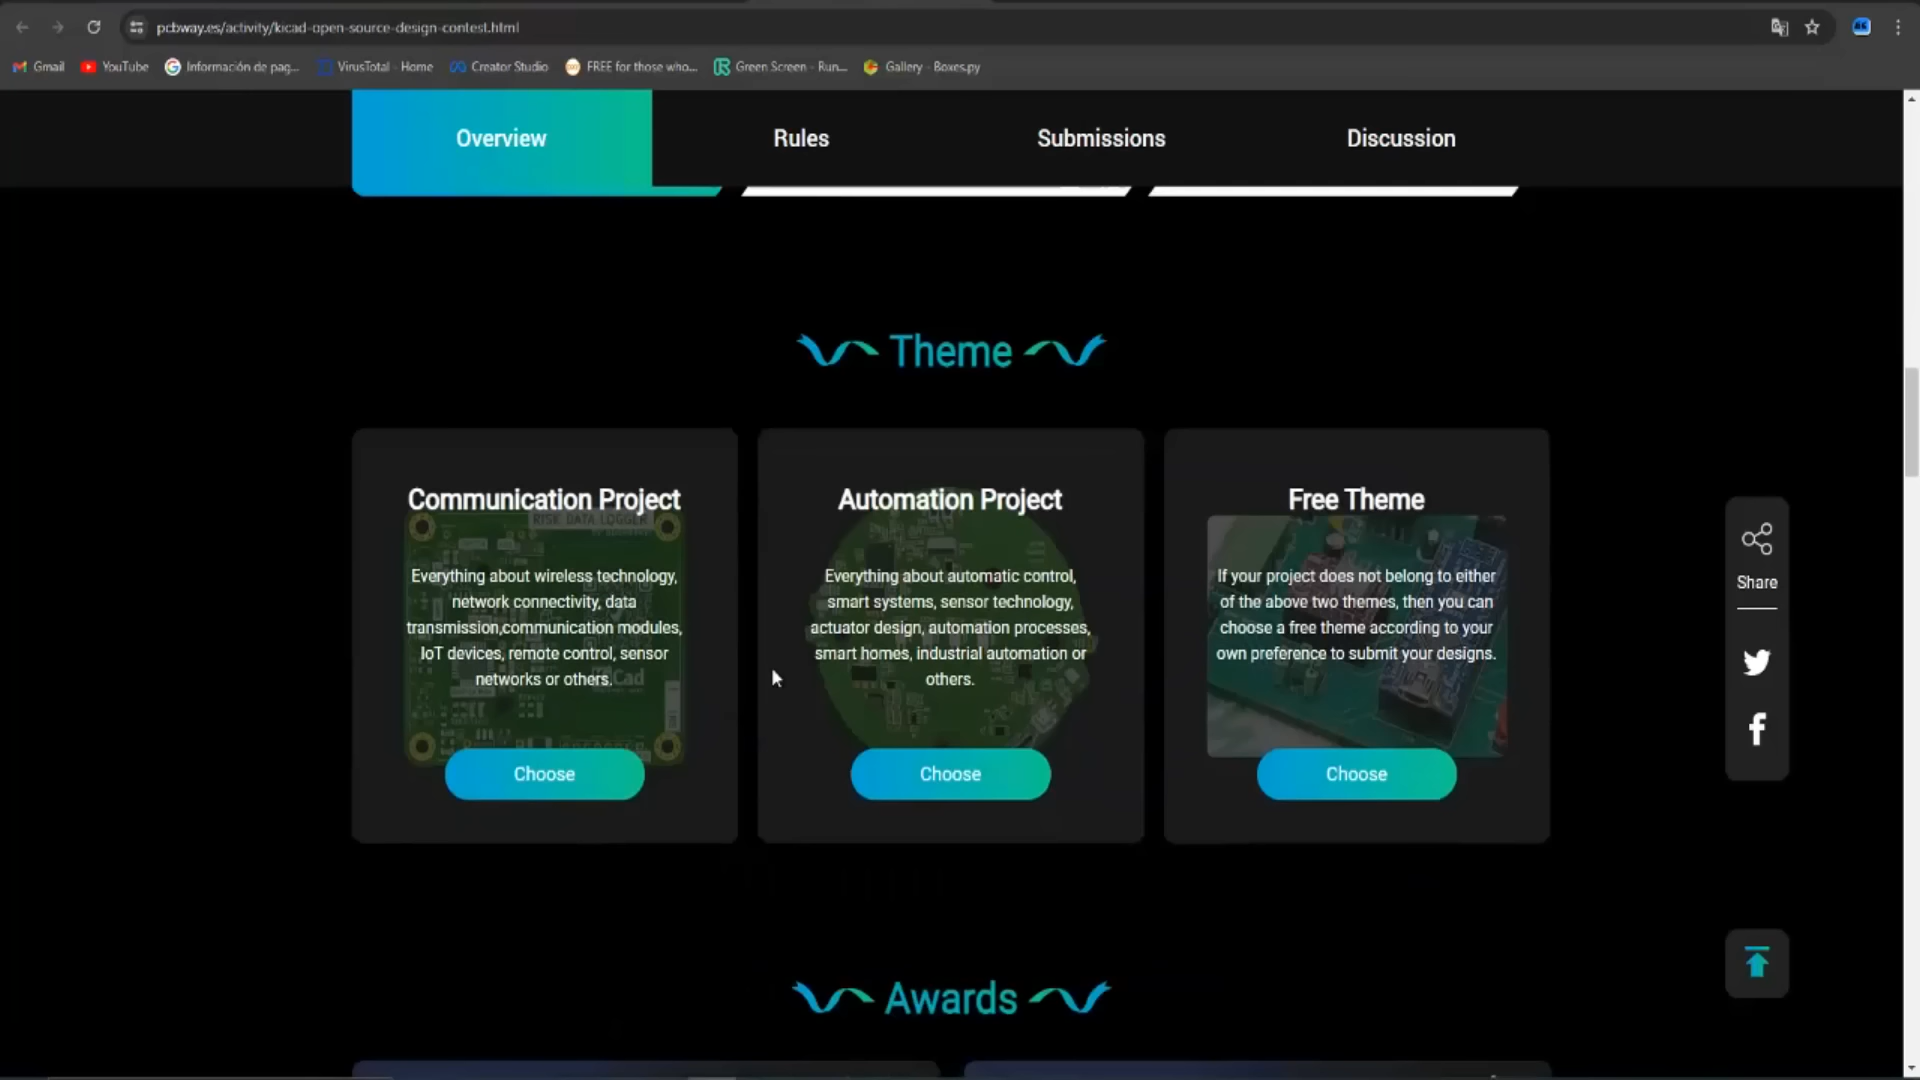 pcbway.es/activity/kicad-open-source-design-contest.html
Gmail YouTube Información de pag... VirusTotal - Home Creator Studio FREE for those who... Green Screen - Run... Gallery - Boxes.py
Overview Rules Submissions Discussion
Theme
Communication Project
RISK DATA LOGGER
Everything about wireless technology,
network connectivity, data
transmission,communication modules,
IoT devices, remote control, sensor
networks or others.
Choose
Automation Project
Everything about automatic control,
smart systems, sensor technology,
actuator design, automation processes,
smart homes, industrial automation or
others.
Choose
Free Theme
If your project does not belong to either
of the above two themes, then you can
choose a free theme according to your
own preference to submit your designs.
Choose
Share
Awards